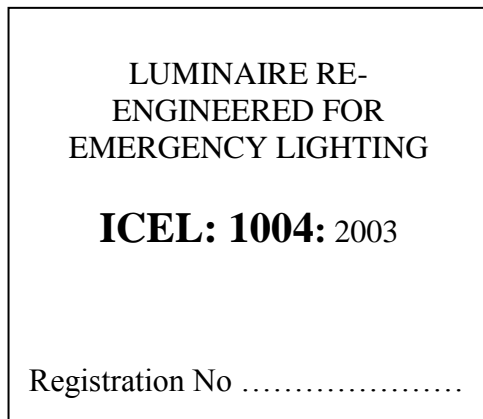 LUMINAIRE RE-
ENGINEERED FOR
EMERGENCY LIGHTING
ICEL: 1004: 2003
Registration No …………………